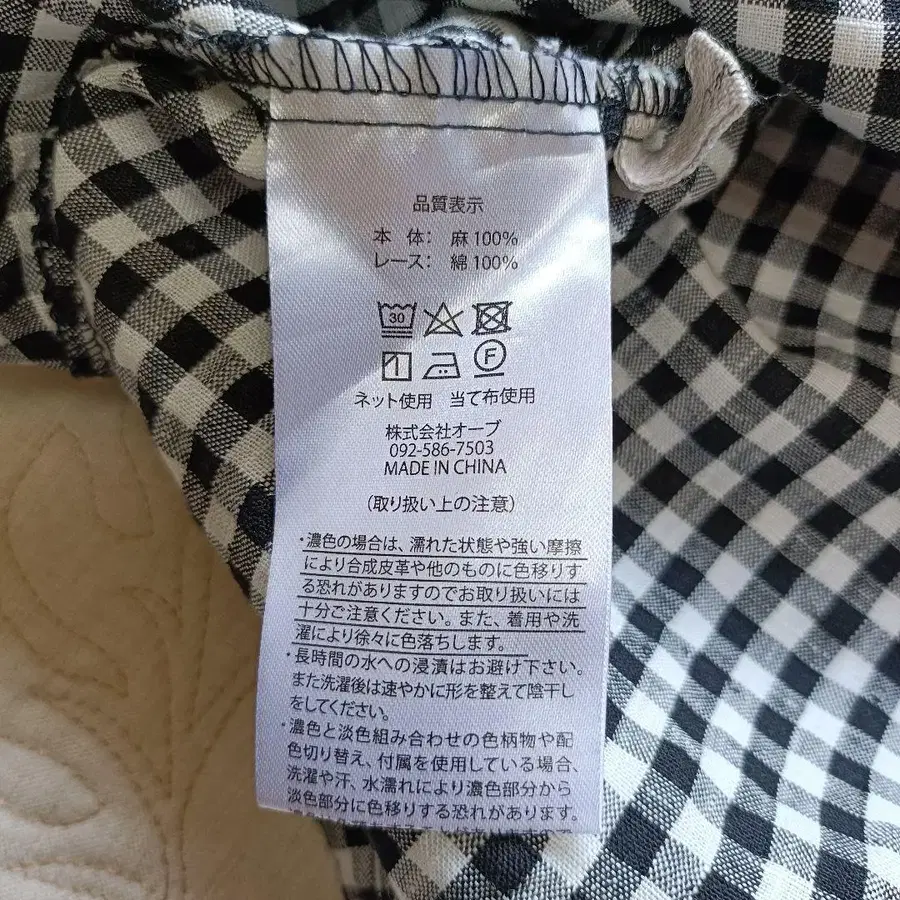 品質表示
本 体： 麻 100%
レース： 綿 100%
30
F
ネット使用 当て布使用
株式会社オーブ
092-586-7503
MADE IN CHINA
（取り扱い上の注意）
・濃色の場合は、濡れた状態や強い摩擦
により合成皮革や他のものに色移りす
る恐れがありますのでお取り扱いには
十分ご注意ください。また、着用や洗
濯により徐々に色落ちします。
・長時間の水への浸漬はお避け下さい。
また洗濯後は速やかに形を整えて陰干し
をしてください。
・濃色と淡色組み合わせの色柄物や配
色切り替え、付属を使用している場合、
洗濯や汗、水濡れにより濃色部分から
淡色部分に色移りする恐れがあります。